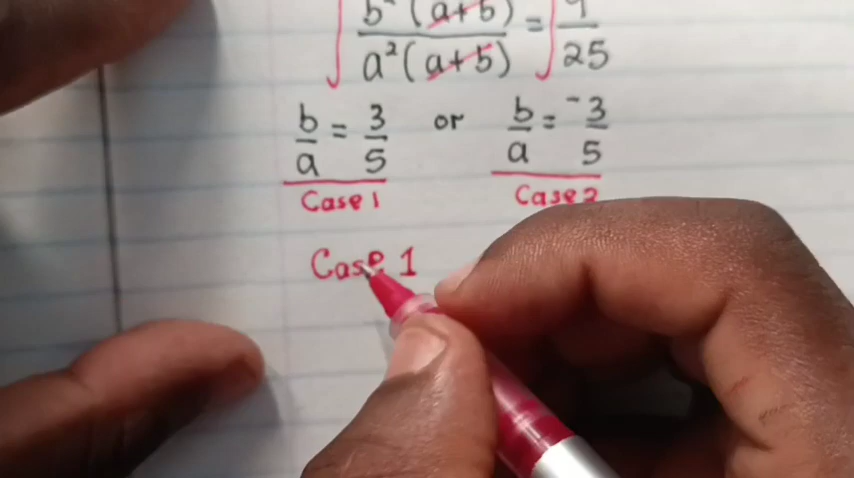 √ b² (a+b) / a² (a+b) = √ 9 / 25
b/a = 3/5 or b/a = -3/5
Case 1 Case 2
Case 1